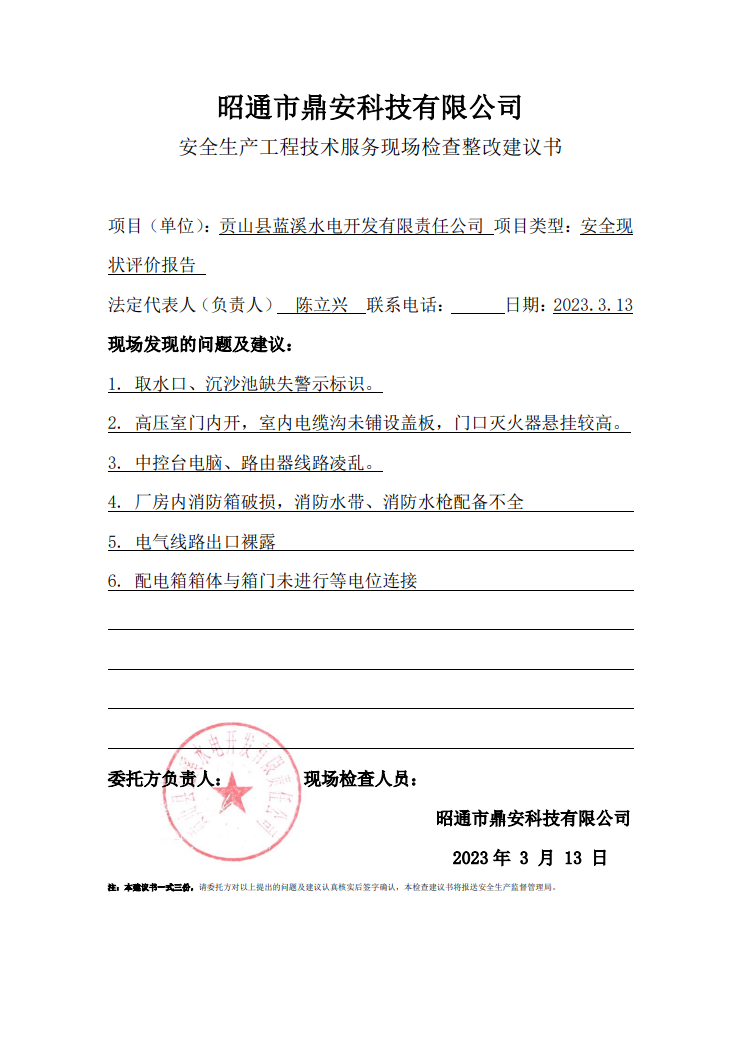 昭通市鼎安科技有限公司
安全生产工程技术服务现场检查整改建议书
项目（单位）：贡山县蓝溪水电开发有限责任公司 项目类型：安全现
状评价报告
法定代表人（负责人） 陈立兴 联系电话： 日期：2023.3.13
现场发现的问题及建议：
1. 取水口、沉沙池缺失警示标识。
2. 高压室门内开，室内电缆沟未铺设盖板，门口灭火器悬挂较高。
3. 中控台电脑、路由器线路凌乱。
4. 厂房内消防箱破损，消防水带、消防水枪配备不全
5. 电气线路出口裸露
6. 配电箱箱体与箱门未进行等电位连接
水电开发有限责任公司
委托方负责人： 现场检查人员：
昭通市鼎安科技有限公司
2023 年 3 月 13 日
注：本建议书一式三份，请委托方对以上提出的问题及建议认真核实后签字确认，本检查建议书将报送安全生产监督管理局。